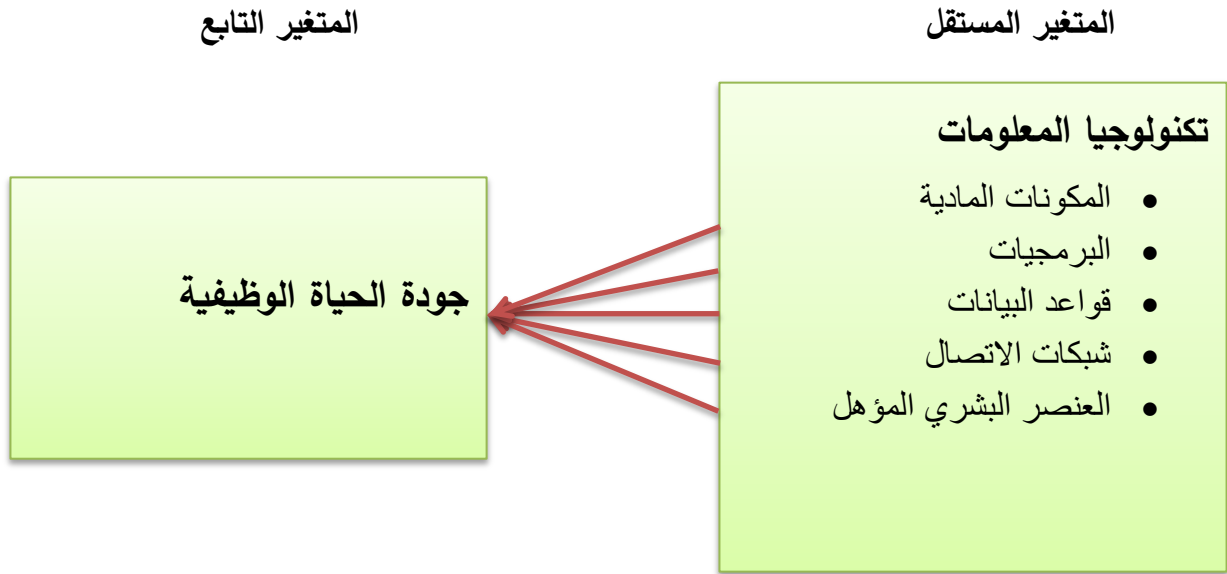 المتغير المستقل
المتغير التابع
تكنولوجيا المعلومات
• المكونات المادية
• البرمجيات
• قواعد البيانات
• شبكات الاتصال
• العنصر البشري المؤهل
جودة الحياة الوظيفية